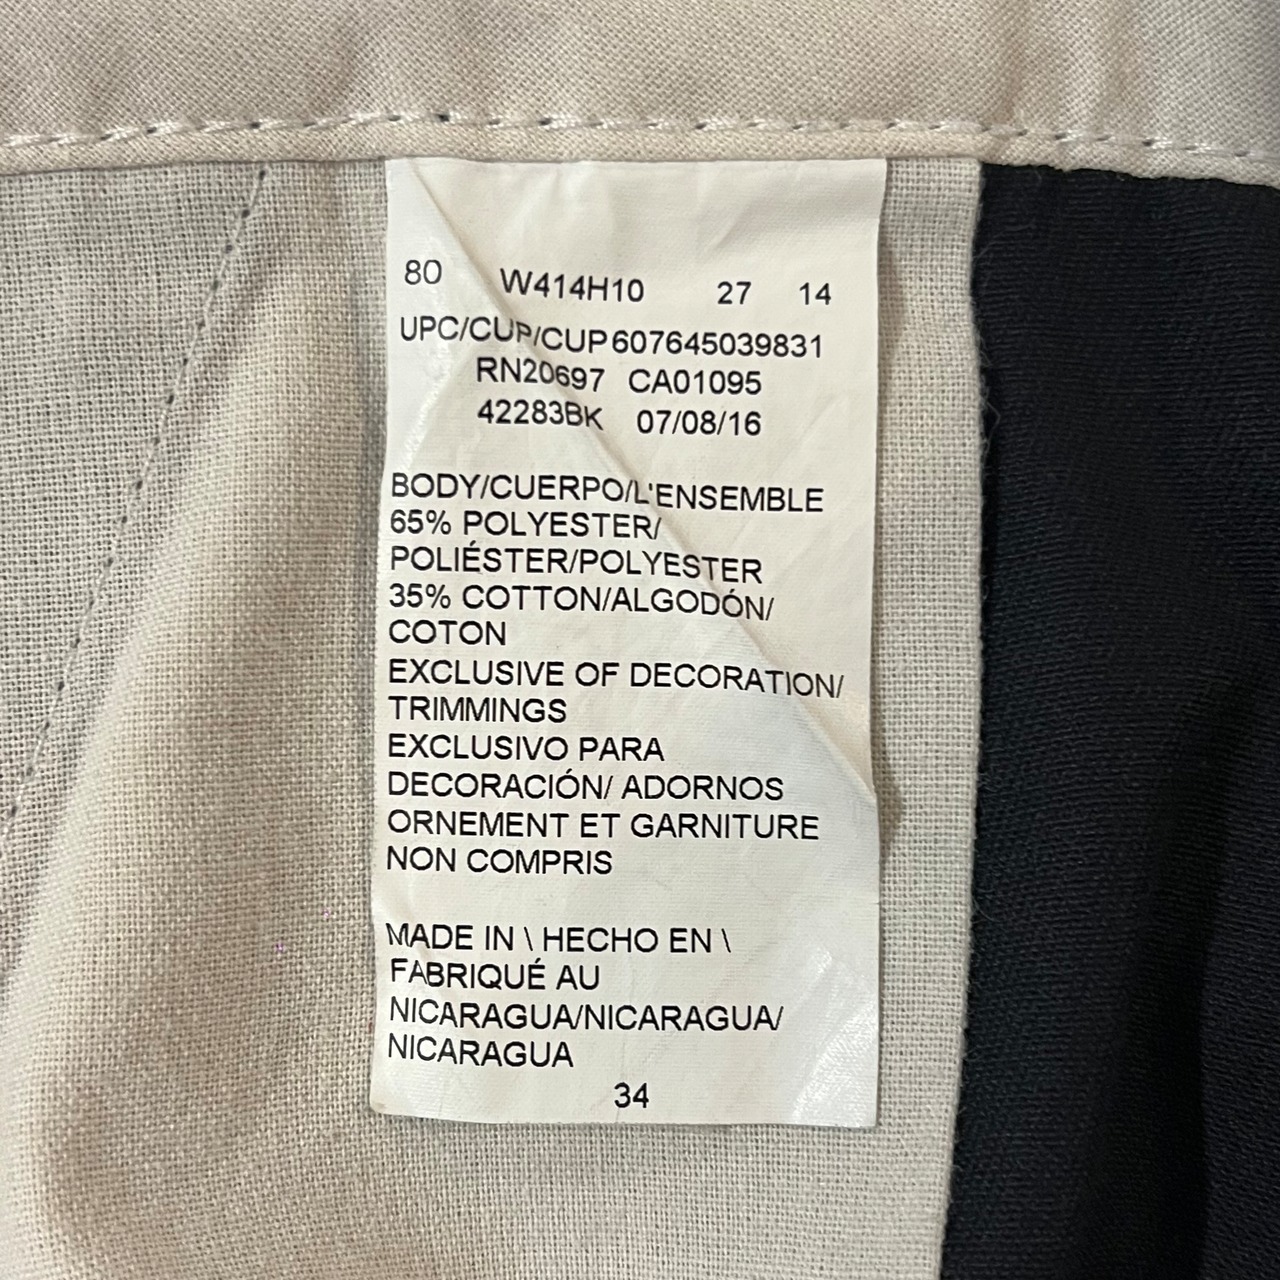 80 W414H10 27 14
UPC/CUP/CUP607645039831
RN20697 CA01095
42283BK 07/08/16
BODY/CUERPO/L'ENSEMBLE
65% POLYESTER/
POLIÉSTER/POLYESTER
35% COTTON/ALGODÓN/
COTON
EXCLUSIVE OF DECORATION/
TRIMMINGS
EXCLUSIVO PARA
DECORACIÓN/ ADORNOS
ORNEMENT ET GARNITURE
NON COMPRIS
MADE IN \ HECHO EN \
FABRIQUÉ AU
NICARAGUA/NICARAGUA/
NICARAGUA
34